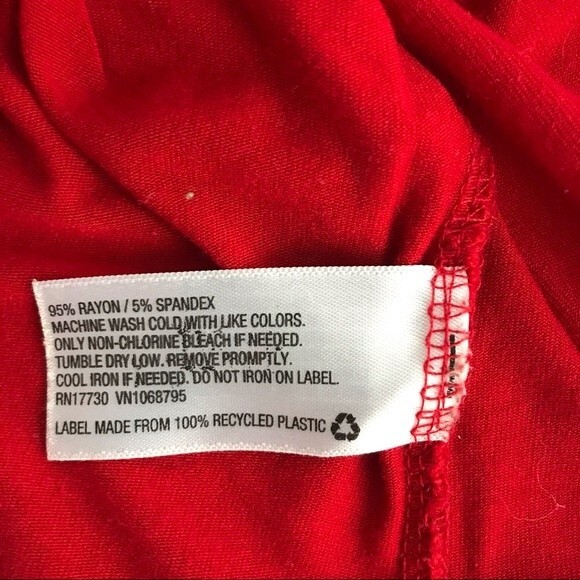 95% RAYON / 5% SPANDEX
MACHINE WASH COLD WITH LIKE COLORS.
ONLY NON-CHLORINE BLEACH IF NEEDED.
TUMBLE DRY LOW. REMOVE PROMPTLY.
COOL IRON IF NEEDED. DO NOT IRON ON LABEL.
RN17730 VN1068795
LABEL MADE FROM 100% RECYCLED PLASTIC